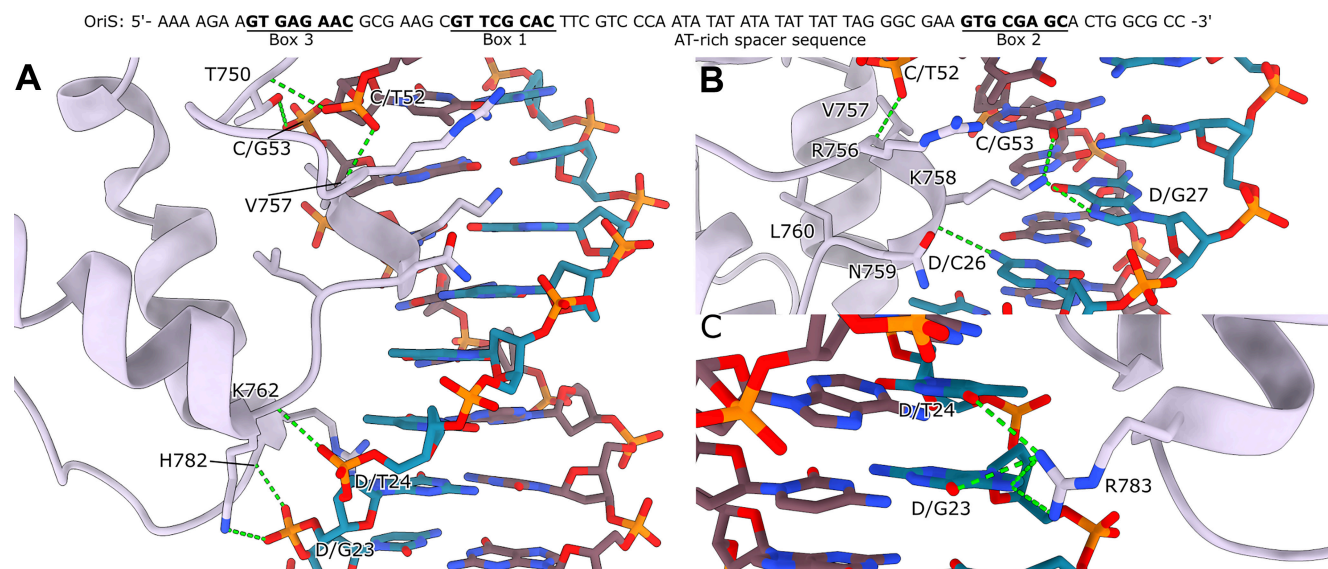 OriS: 5'- AAA AGA AGT GAG AAC GCG AAG CGT TCG CAC TTC GTC CCA ATA TAT ATA TAT TAT TAG GGC GAA GTG CGA GCA CTG GCG CC -3'
Box 3 Box 1 AT-rich spacer sequence Box 2
A
T750
C/T52
C/G53
V757
K762
H782
D/T24
D/G23
B
C/T52
V757
R756
C/G53
K758
D/G27
L760
N759
D/C26
C
D/T24
D/G23
R783